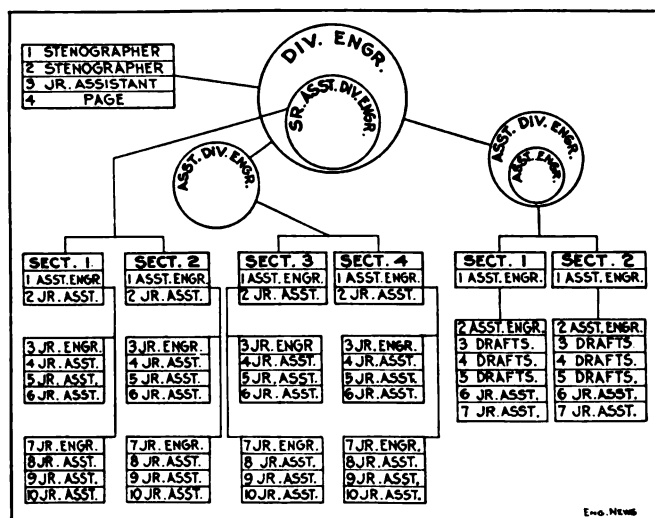 1 STENOGRAPHER
2 STENOGRAPHER
3 JR. ASSISTANT
4 PAGE
DIV. ENGR.
SR. ASST. DIV. ENGR.
ASST. DIV. ENGR.
ASST. DIV. ENGR.
ASST. ENGR.
SECT. 1
1 ASST. ENGR.
2 JR. ASST.
3 JR. ENGR.
4 JR. ASST.
5 JR. ASST.
6 JR. ASST.
7 JR. ENGR.
8 JR. ASST.
9 JR. ASST.
10 JR. ASST.
SECT. 2
1 ASST. ENGR.
2 JR. ASST.
3 JR. ENGR.
4 JR. ASST.
5 JR. ASST.
6 JR. ASST.
7 JR. ENGR.
8 JR. ASST.
9 JR. ASST.
10 JR. ASST.
SECT. 3
1 ASST. ENGR.
2 JR. ASST.
3 JR. ENGR
4 JR. ASST.
5 JR. ASST.
6 JR. ASST.
7 JR. ENGR.
8 JR. ASST.
9 JR. ASST.
10 JR. ASST.
SECT. 4
1 ASST. ENGR.
2 JR. ASST.
3 JR. ENGR.
4 JR. ASST.
5 JR. ASST.
6 JR. ASST.
7 JR. ENGR.
8 JR. ASST.
9 JR. ASST.
10 JR. ASST.
SECT. 1
1 ASST. ENGR.
2 ASST. ENGR.
3 DRAFTS.
4 DRAFTS.
5 DRAFTS.
6 JR. ASST.
7 JR. ASST.
SECT. 2
1 ASST. ENGR.
2 ASST. ENGR.
3 DRAFTS.
4 DRAFTS.
5 DRAFTS.
6 JR. ASST.
7 JR. ASST.
ENG. NEWS